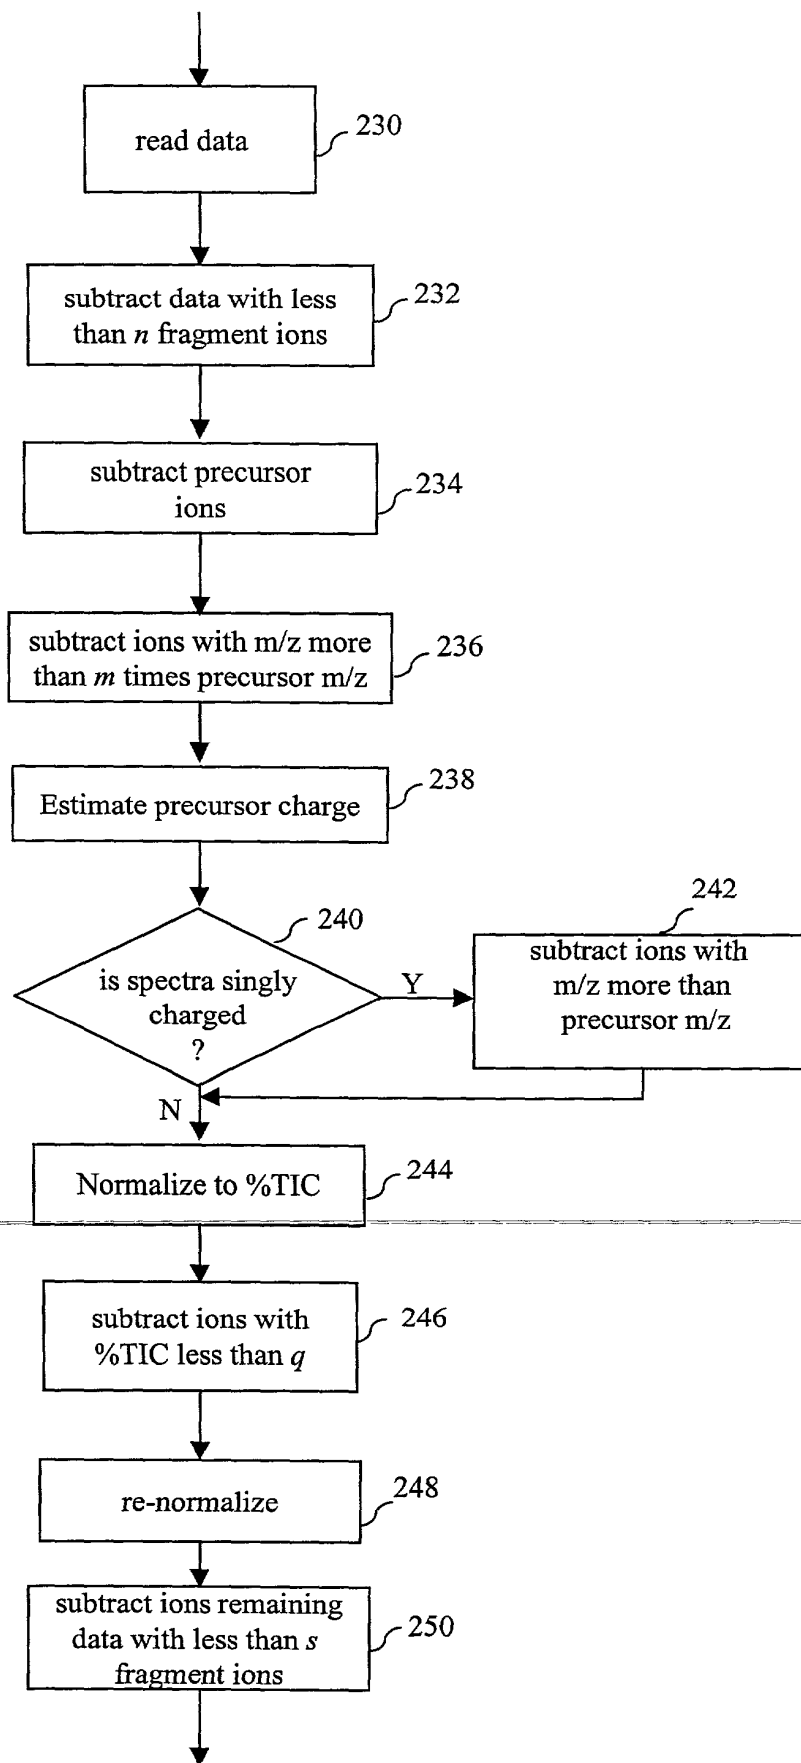 read data
230
subtract data with less
than n fragment ions
232
subtract precursor
ions
234
subtract ions with m/z more
than m times precursor m/z
236
Estimate precursor charge
238
240
is spectra singly
charged
?
Y
242
subtract ions with
m/z more than
precursor m/z
N
Normalize to %TIC
244
subtract ions with
%TIC less than q
246
re-normalize
248
subtract ions remaining
data with less than s
fragment ions
250